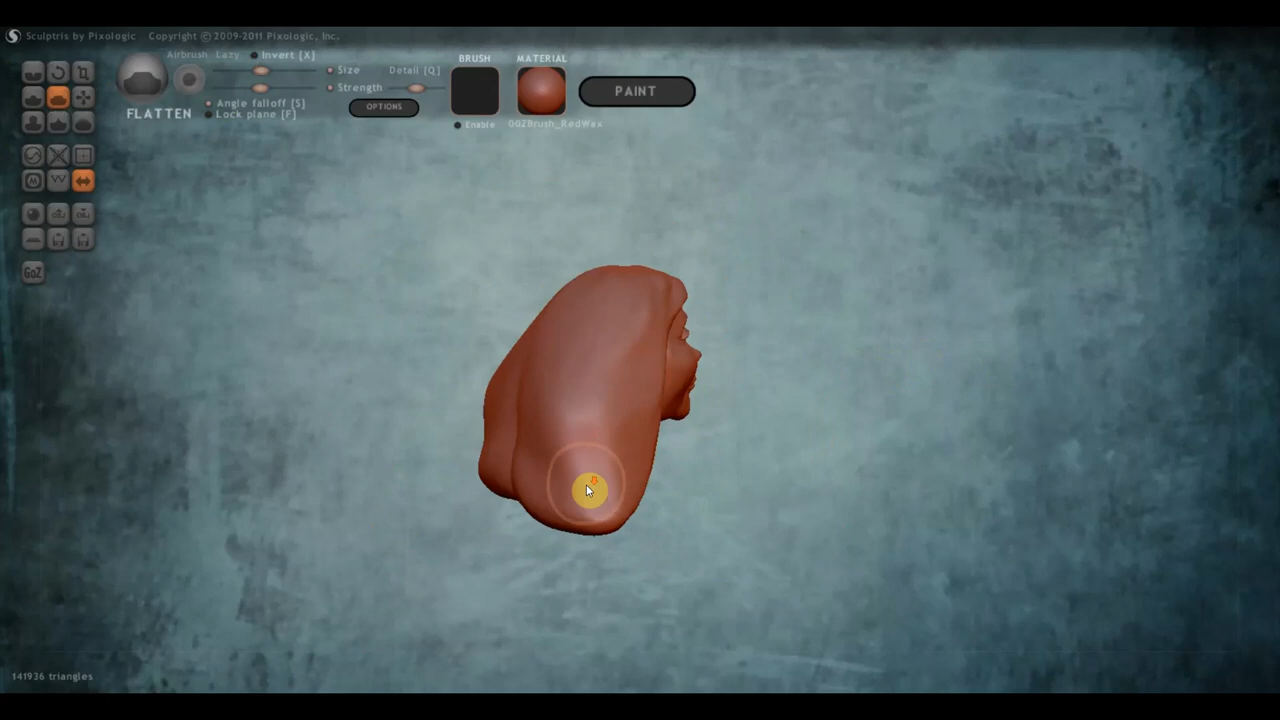 Sculptris by Pixologic Copyright © 2009-2011 Pixologic, Inc.
Airbrush Lazy Invert [X]
Size Detail [Q]
Strength
Angle falloff [S]
Lock plane [F]
FLATTEN
OPTIONS
BRUSH
Enable
MATERIAL
00ZBrush_RedWax
PAINT
GoZ
141936 triangles